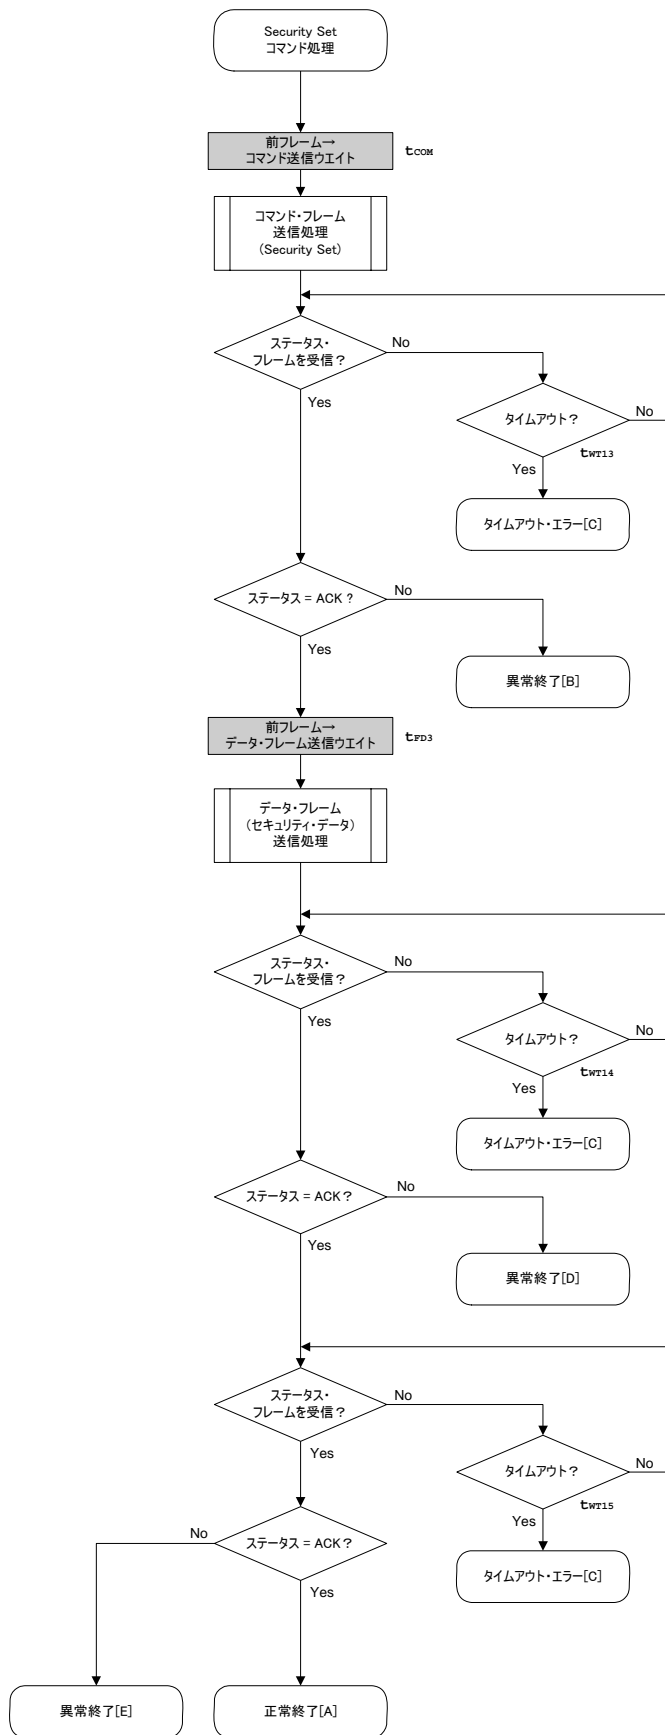 Security Set
コマンド処理
前フレーム→
コマンド送信ウエイト
tCOM
コマンド・フレーム
送信処理
(Security Set)
ステータス・
フレームを受信？
No
Yes
タイムアウト？
No
tWT13
Yes
タイムアウト・エラー[C]
ステータス = ACK ?
No
Yes
異常終了[B]
前フレーム→
データ・フレーム送信ウエイト
tFD3
データ・フレーム
（セキュリティ・データ）
送信処理
ステータス・
フレームを受信？
No
Yes
タイムアウト？
No
tWT14
Yes
タイムアウト・エラー[C]
ステータス = ACK？
No
Yes
異常終了[D]
ステータス・
フレームを受信？
No
Yes
タイムアウト？
No
tWT15
Yes
タイムアウト・エラー[C]
ステータス = ACK？
No
Yes
異常終了[E]
正常終了[A]